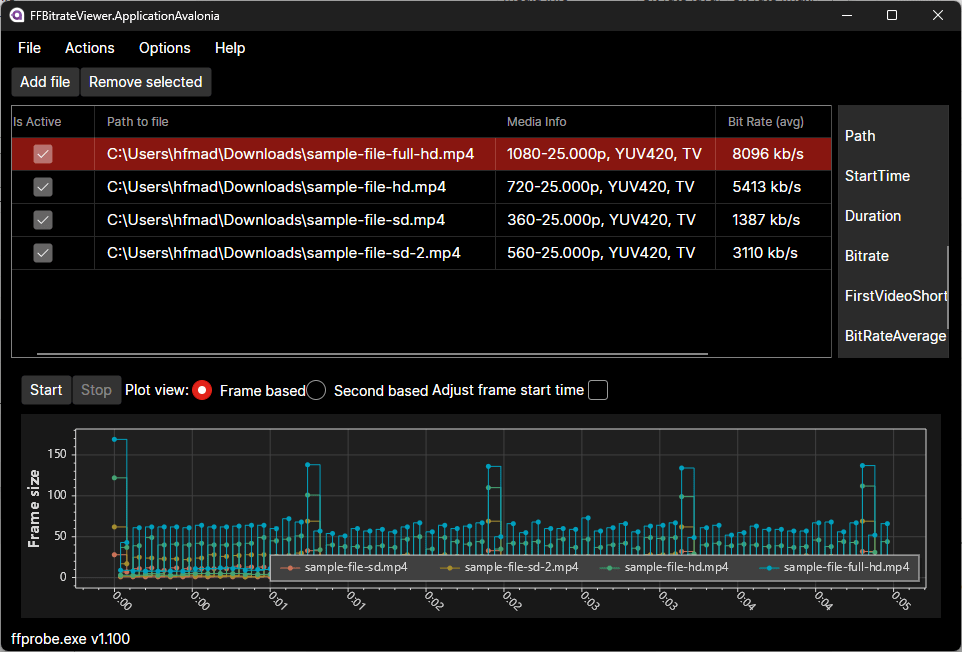 FFBitrateViewer.ApplicationAvalonia
File Actions Options Help
Add file Remove selected
Is Active Path to file Media Info Bit Rate (avg)
C:\Users\hfmad\Downloads\sample-file-full-hd.mp4 1080-25.000p, YUV420, TV 8096 kb/s
C:\Users\hfmad\Downloads\sample-file-hd.mp4 720-25.000p, YUV420, TV 5413 kb/s
C:\Users\hfmad\Downloads\sample-file-sd.mp4 360-25.000p, YUV420, TV 1387 kb/s
C:\Users\hfmad\Downloads\sample-file-sd-2.mp4 560-25.000p, YUV420, TV 3110 kb/s
Path
StartTime
Duration
Bitrate
FirstVideoShort
BitRateAverage
Start Stop Plot view: Frame based Second based Adjust frame start time
Frame size
150
100
50
0
sample-file-sd.mp4 sample-file-sd-2.mp4 sample-file-hd.mp4 sample-file-full-hd.mp4
0:00 0:00 0:01 0:01 0:02 0:02 0:03 0:03 0:04 0:04 0:05
ffprobe.exe v1.100